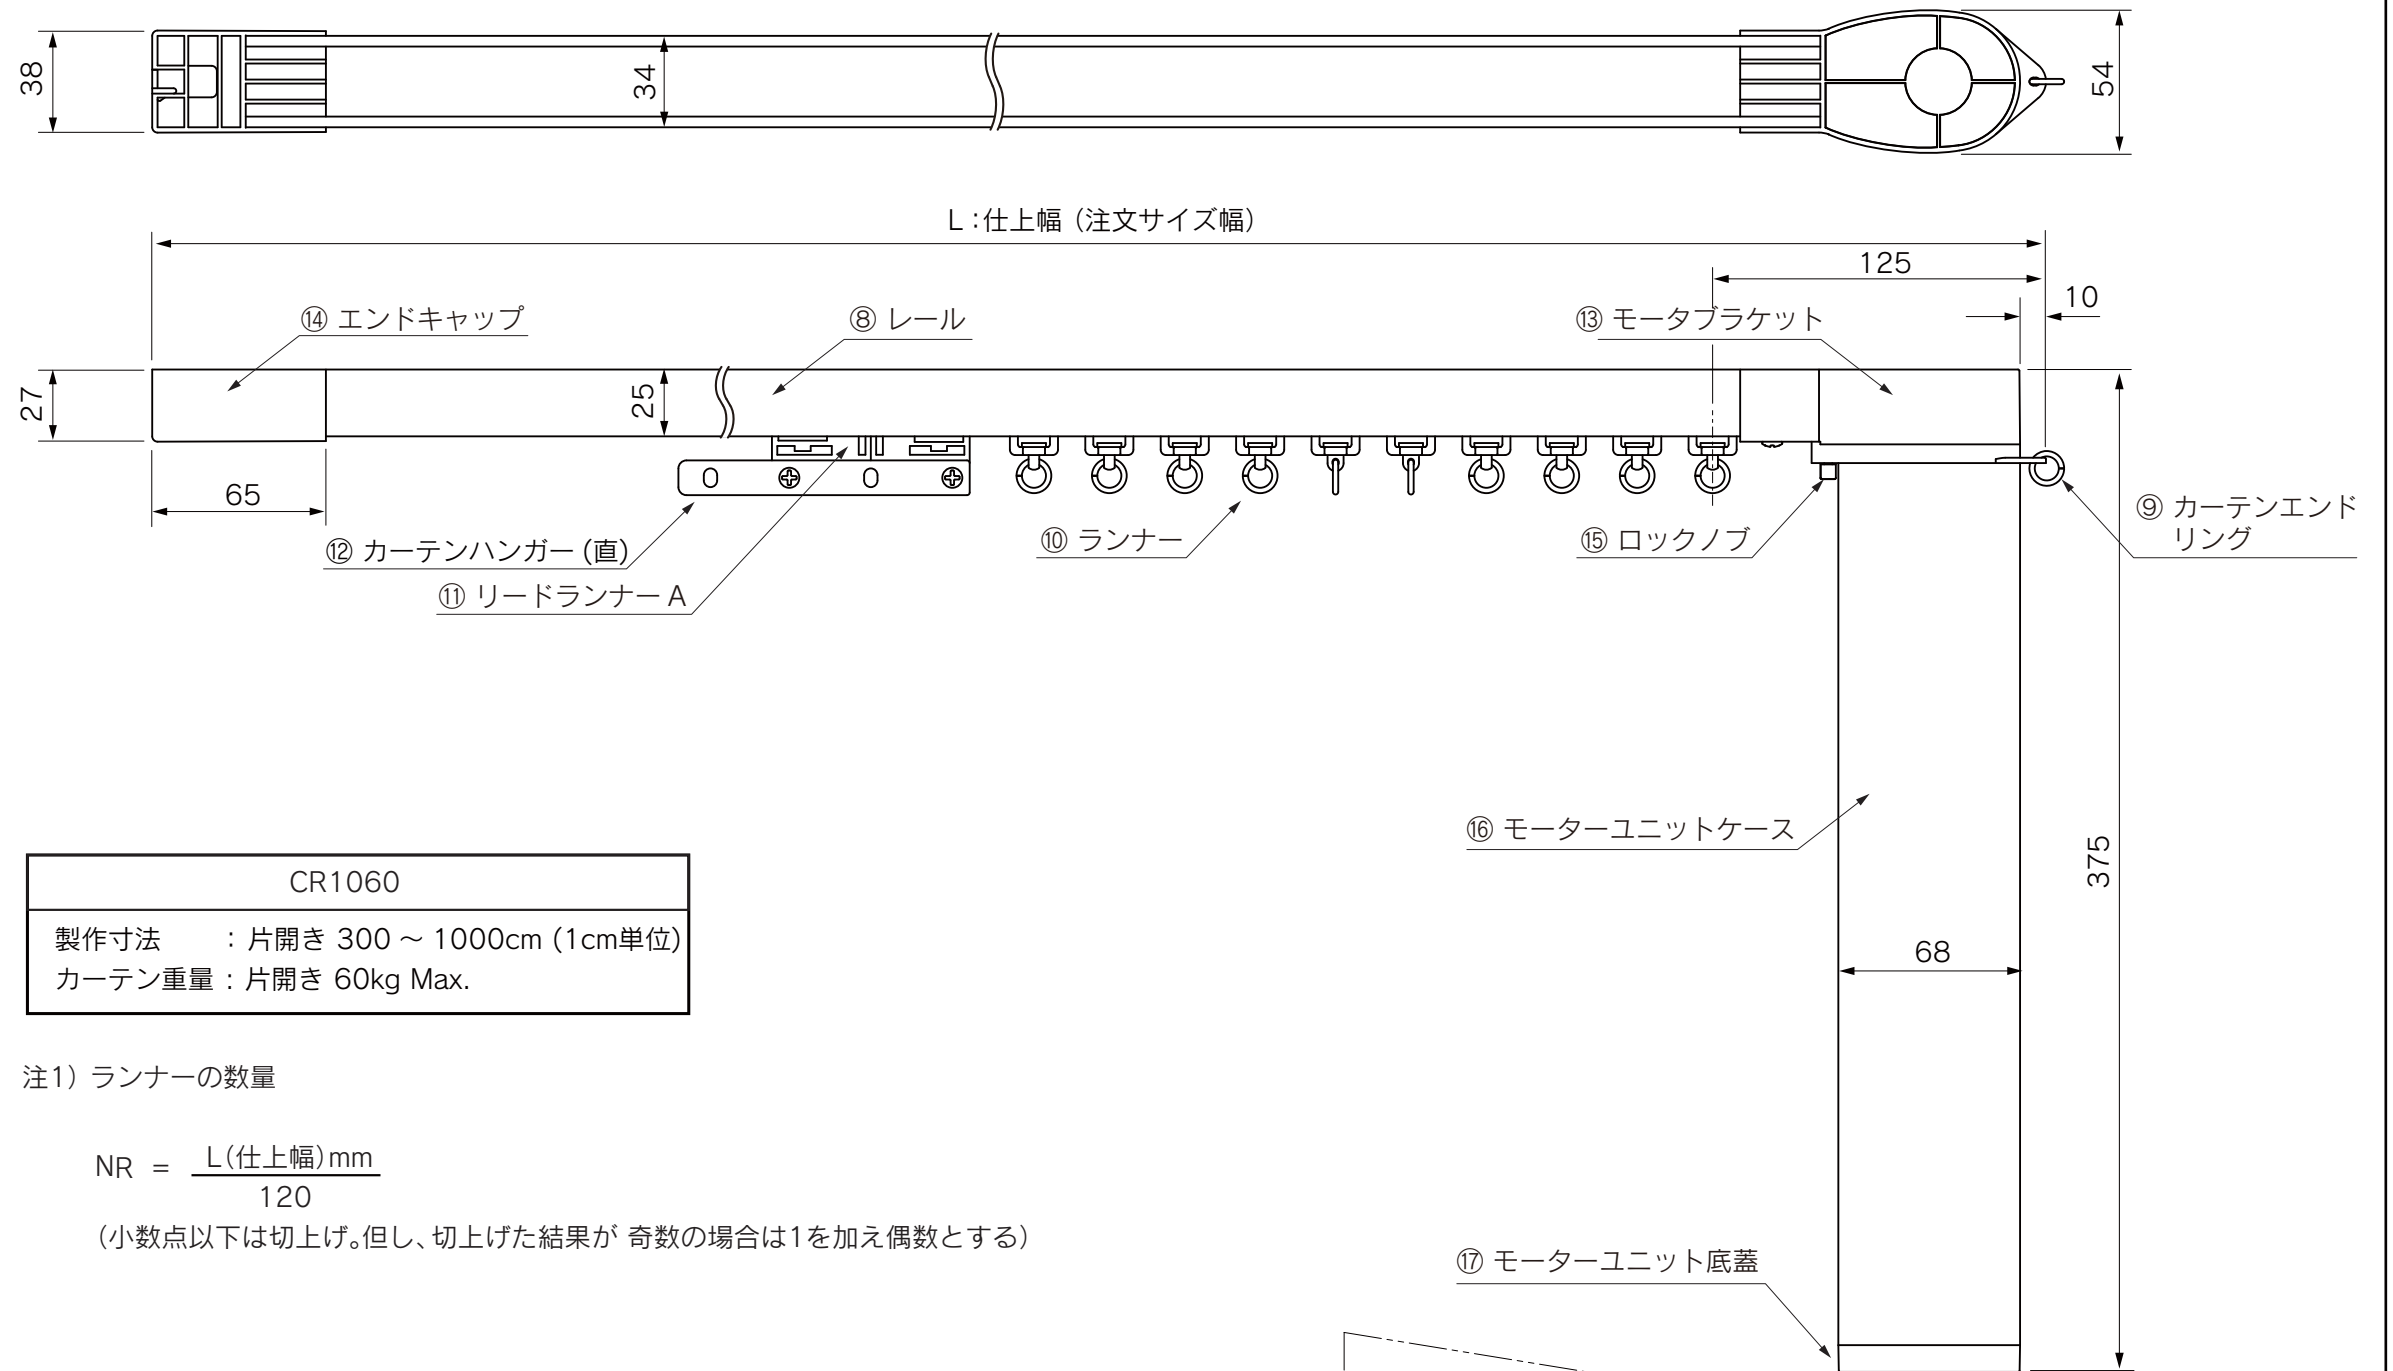 38
34
54
L：仕上幅（注文サイズ幅）
125
10
⑭ エンドキャップ
⑧ レール
⑬ モータブラケット
27
25
65
⑨ カーテンエンド
リング
⑫ カーテンハンガー(直)
⑩ ランナー
⑮ ロックノブ
⑪ リードランナーA
⑯ モーターユニットケース
375
68
CR1060
製作寸法　　：片開き 300 ～ 1000cm (1cm単位)
カーテン重量：片開き 60kg Max.
注1）ランナーの数量
NR = L(仕上幅)mm
120
（小数点以下は切上げ。但し、切上げた結果が 奇数の場合は1を加え偶数とする）
⑰ モーターユニット底蓋